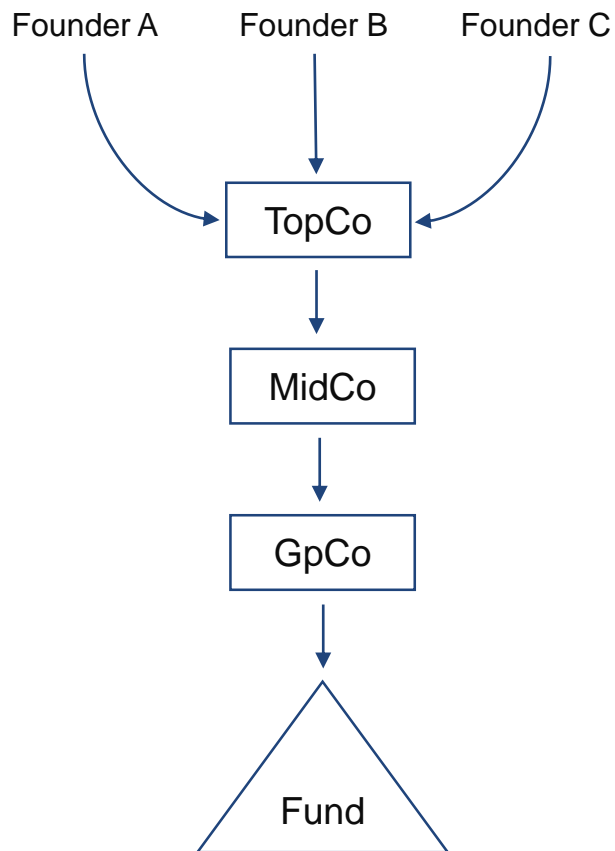 Founder A Founder B Founder C
TopCo
MidCo
GpCo
Fund